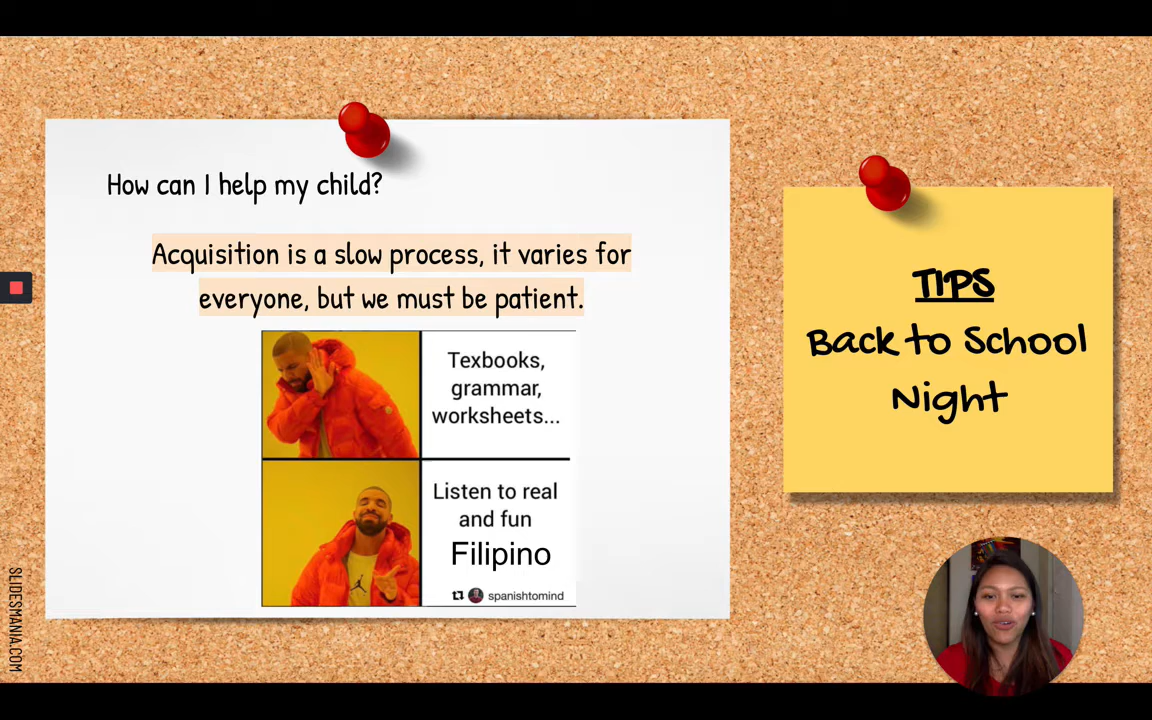 How can I help my child?
Acquisition is a slow process, it varies for
everyone, but we must be patient.
Texbooks,
grammar,
worksheets...
Listen to real
and fun
Filipino
spanishtomind
TIPS
Back to School
Night
SLIDESMANIA.COM